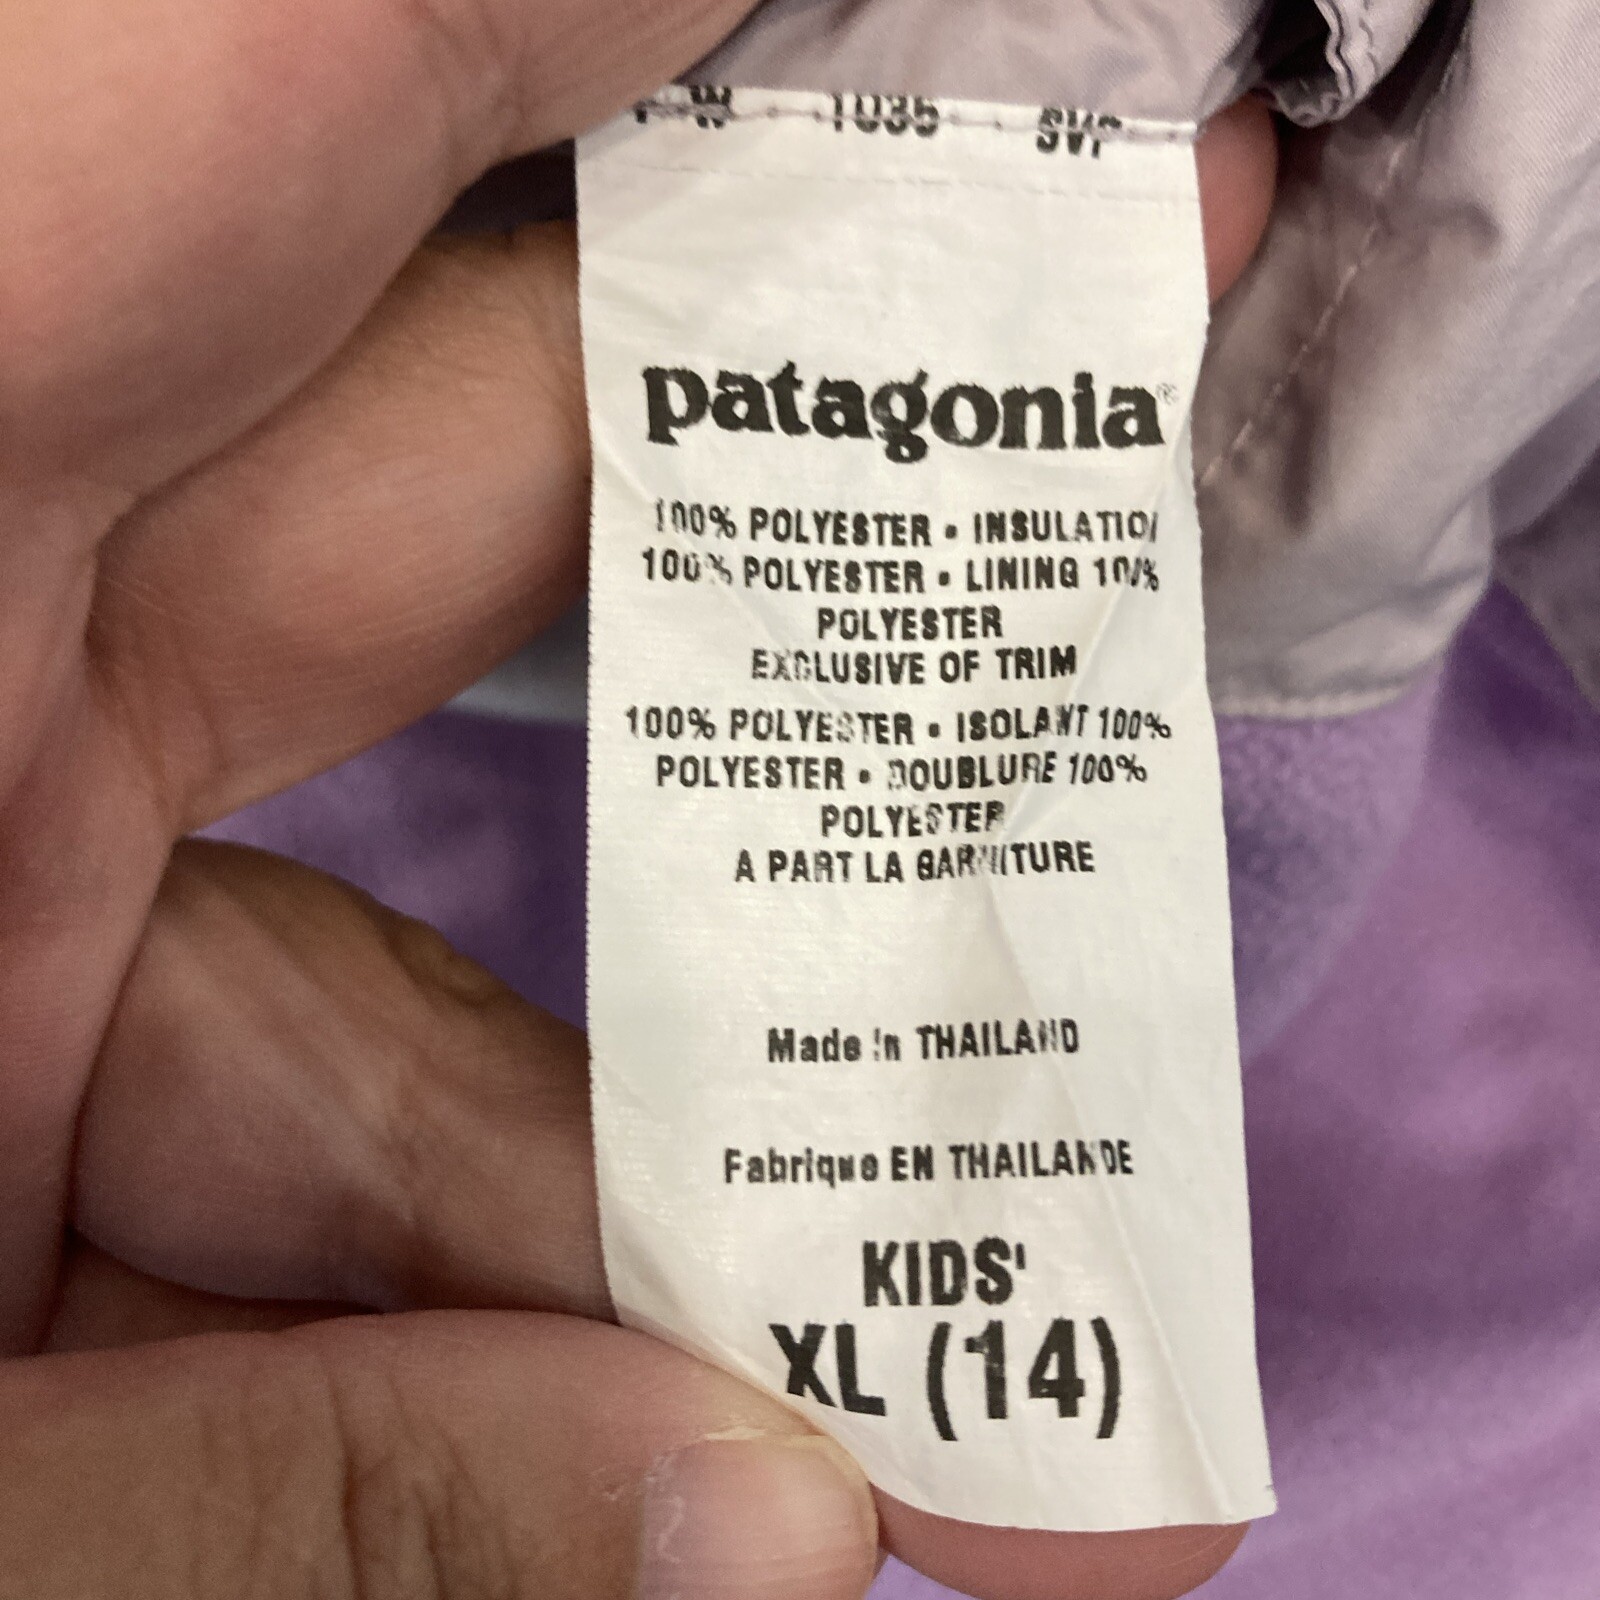 1035
patagonia®
100% POLYESTER • INSULATION
100% POLYESTER • LINING 100%
POLYESTER
EXCLUSIVE OF TRIM
100% POLYESTER • ISOLANT 100%
POLYESTER • DOUBLURE 100%
POLYESTER
A PART LA GARNITURE
Made in THAILAND
Fabrique EN THAILANDE
KIDS'
XL (14)